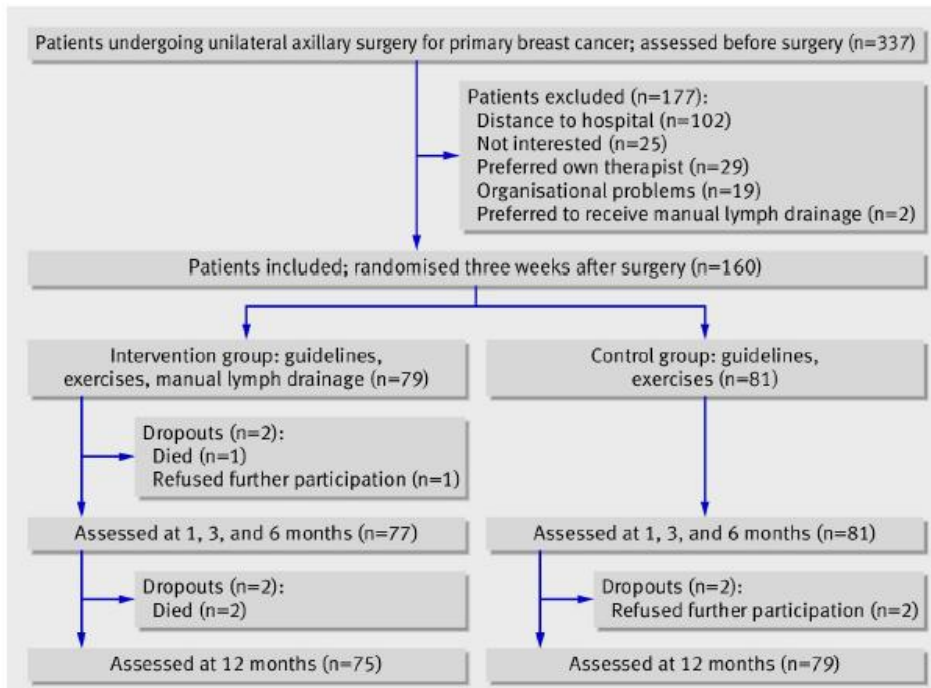 Patients undergoing unilateral axillary surgery for primary breast cancer; assessed before surgery (n=337)
Patients excluded (n=177):
Distance to hospital (n=102)
Not interested (n=25)
Preferred own therapist (n=29)
Organisational problems (n=19)
Preferred to receive manual lymph drainage (n=2)
Patients included; randomised three weeks after surgery (n=160)
Intervention group: guidelines,
exercises, manual lymph drainage (n=79)
Control group: guidelines,
exercises (n=81)
Dropouts (n=2):
Died (n=1)
Refused further participation (n=1)
Assessed at 1, 3, and 6 months (n=77)
Assessed at 1, 3, and 6 months (n=81)
Dropouts (n=2):
Died (n=2)
Dropouts (n=2):
Refused further participation (n=2)
Assessed at 12 months (n=75)
Assessed at 12 months (n=79)